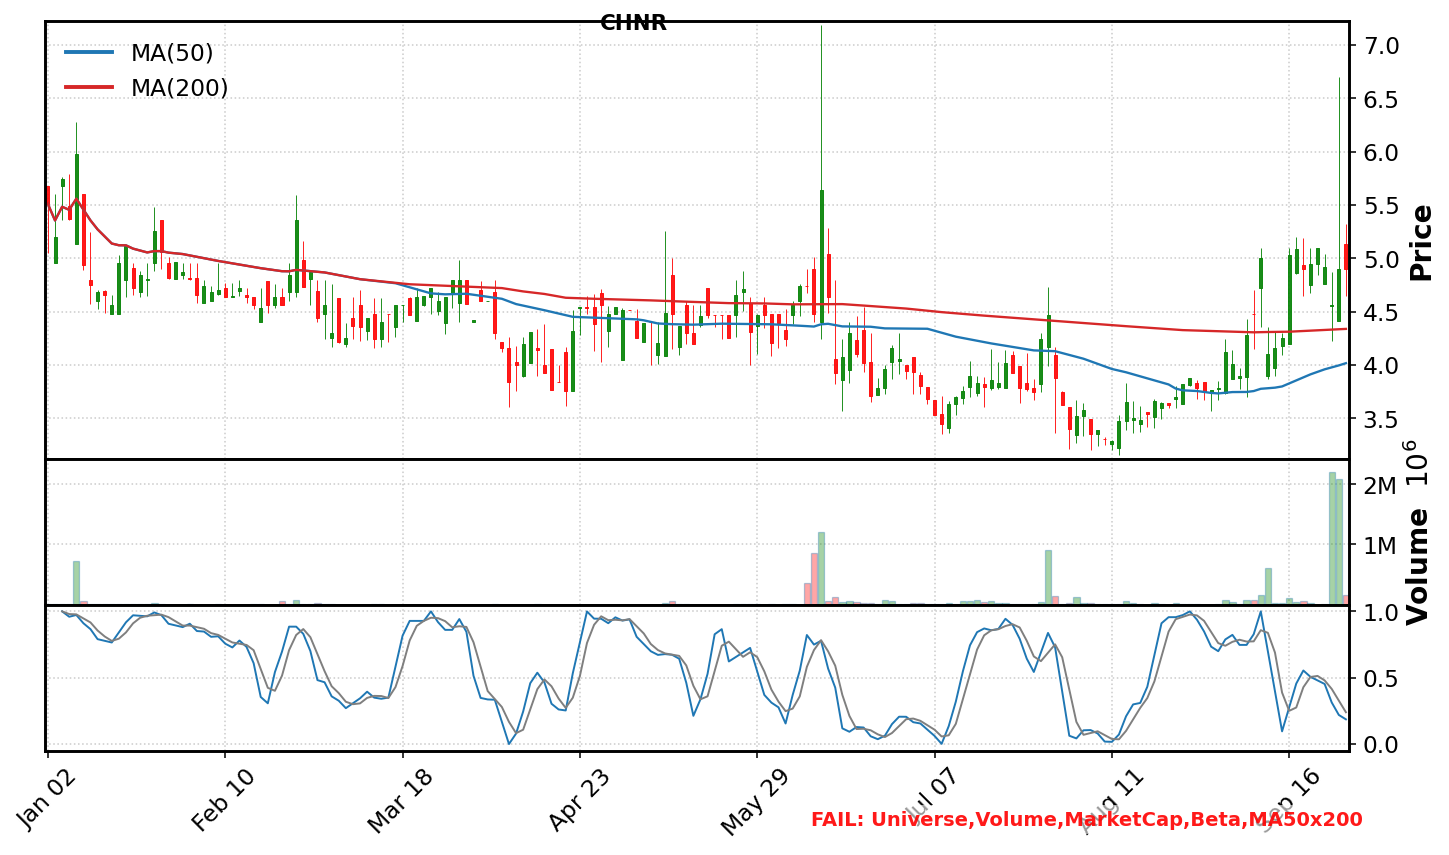 CHNR
MA(50)
MA(200)
7.0
6.5
6.0
5.5
5.0
4.5
4.0
3.5
Price
2M
1M
Volume 10^6
1.0
0.5
0.0
Jan 02
Feb 10
Mar 18
Apr 23
May 29
Jul 07
Aug 11
Sep 16
FAIL: Universe,Volume,MarketCap,Beta,MA50x200